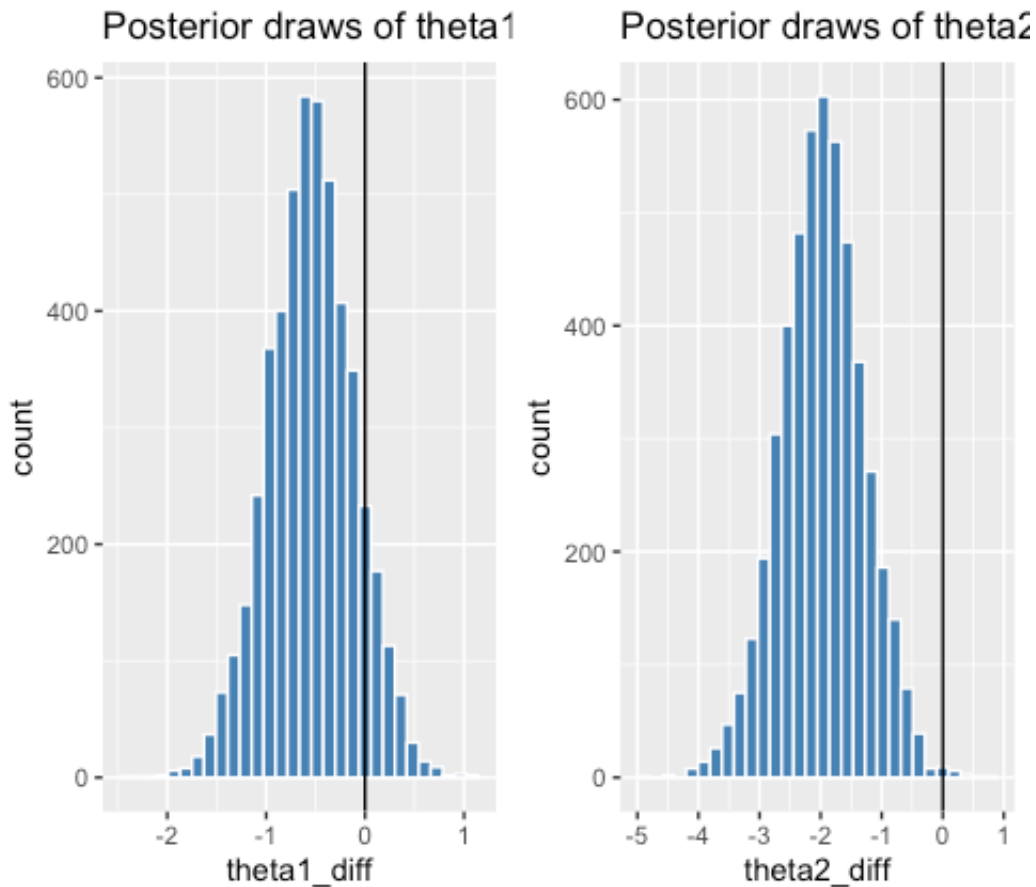 Posterior draws of theta1
600
400
200
0
count
-2 -1 0 1
theta1_diff
Posterior draws of theta2
600
400
200
0
count
-5 -4 -3 -2 -1 0 1
theta2_diff